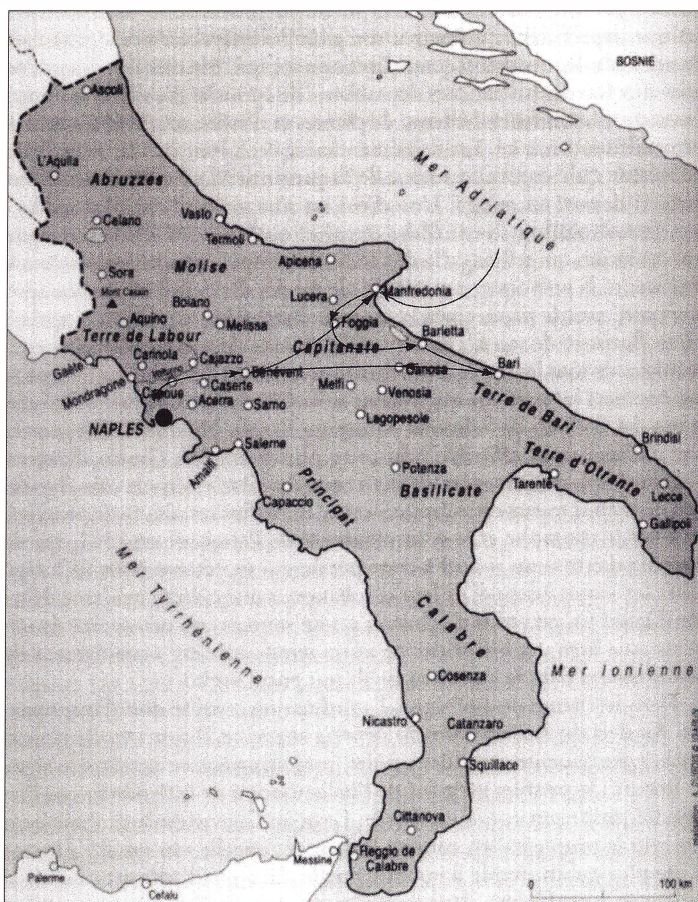 BOSNIE
Ascoli
L'Aquila
Abruzzes
Mer Adriatique
Celano
Vasto
Termoli
Molise
Apicena
Sora
Mont Cassin
Lucera
Manfredonia
Boiano
Aquino
Melissa
Foggia
Terre de Labour
Barletta
Capitanate
Gaète
Carinola
Cajazzo
Bénévent
Canosa
Bari
Mondragone
Volturno
Caserte
Melfi
Venosia
Capoue
Acerra
Sarno
Terre de Bari
NAPLES
Lagopesole
Salerne
Brindisi
Amalfi
Terre d'Otrante
Potenza
Principat
Tarente
Lecce
Capaccio
Basilicate
Gallipoli
Mer Tyrrhénienne
Calabre
Mer Ionienne
Cosenza
Nicastro
Catanzaro
Squillace
Cittanova
Messine
Reggio de
Calabre
Palerme
Cefalu
0 100 km